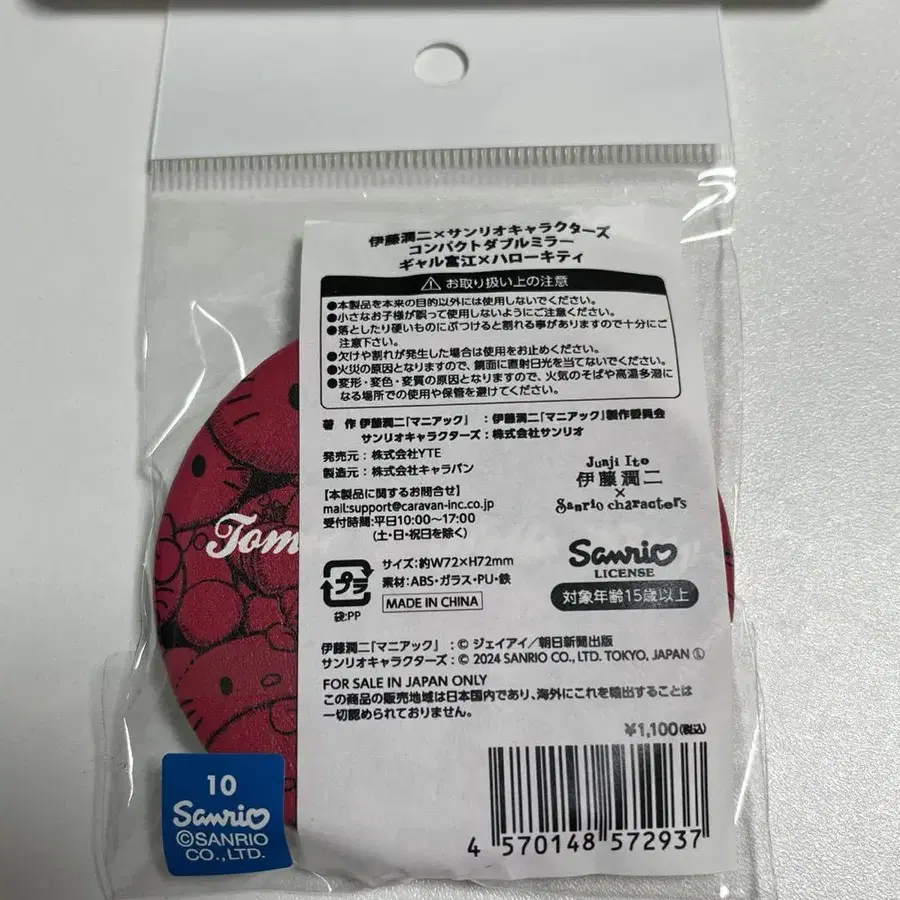 伊藤潤二×サンリオキャラクターズ
コンパクトダブルミラー
ギャル富江×ハローキティ
お取り扱い上の注意
●本製品を本来の目的以外には使用しないでください。
●小さなお子様が誤って使用しないようにご注意ください。
●落としたり硬いものにぶつけると割れる事がありますので十分にご
注意下さい。
●欠けや割れが発生した場合は使用をお止めください。
●火災の原因となりますので、鏡面に直射日光を当てないでください。
●変形・変色・変質の原因となりますので、火気のそばや高温多湿に
なる場所での使用や保管を避けてください。
著 作 伊藤潤二「マニアック」 : 伊藤潤二「マニアック」製作委員会
サンリオキャラクターズ : 株式会社サンリオ
発売元 : 株式会社YTE
製造元 : 株式会社キャラバン
【本製品に関するお問合せ】
mail:support@caravan-inc.co.jp
受付時間:平日10:00〜17:00
(土・日・祝日を除く)
Junji Ito
伊藤潤二
×
Sanrio characters
Tom
プラ
袋:PP
サイズ:約W72×H72mm
素材:ABS・ガラス・PU・鉄
MADE IN CHINA
Sanrio
LICENSE
対象年齢15歳以上
伊藤潤二「マニアック」 : © ジェイアイ/朝日新聞出版
サンリオキャラクターズ : © 2024 SANRIO CO., LTD. TOKYO, JAPAN Ⓛ
FOR SALE IN JAPAN ONLY
この商品の販売地域は日本国内であり、海外にこれを輸出することは
一切認められておりません。
¥1,100(税込)
4 570148 572937
10
Sanrio
©SANRIO
CO., LTD.